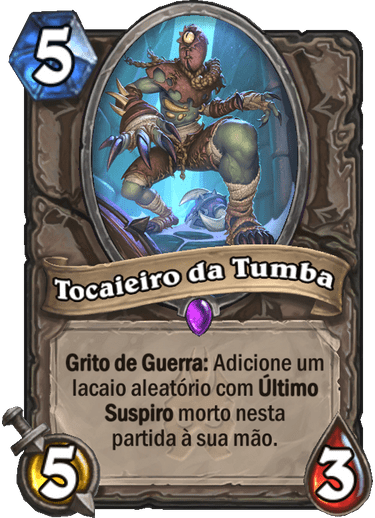 5
Tocaieiro da Tumba
Grito de Guerra: Adicione um
lacaio aleatório com Último
Suspiro morto nesta
partida à sua mão.
5
3